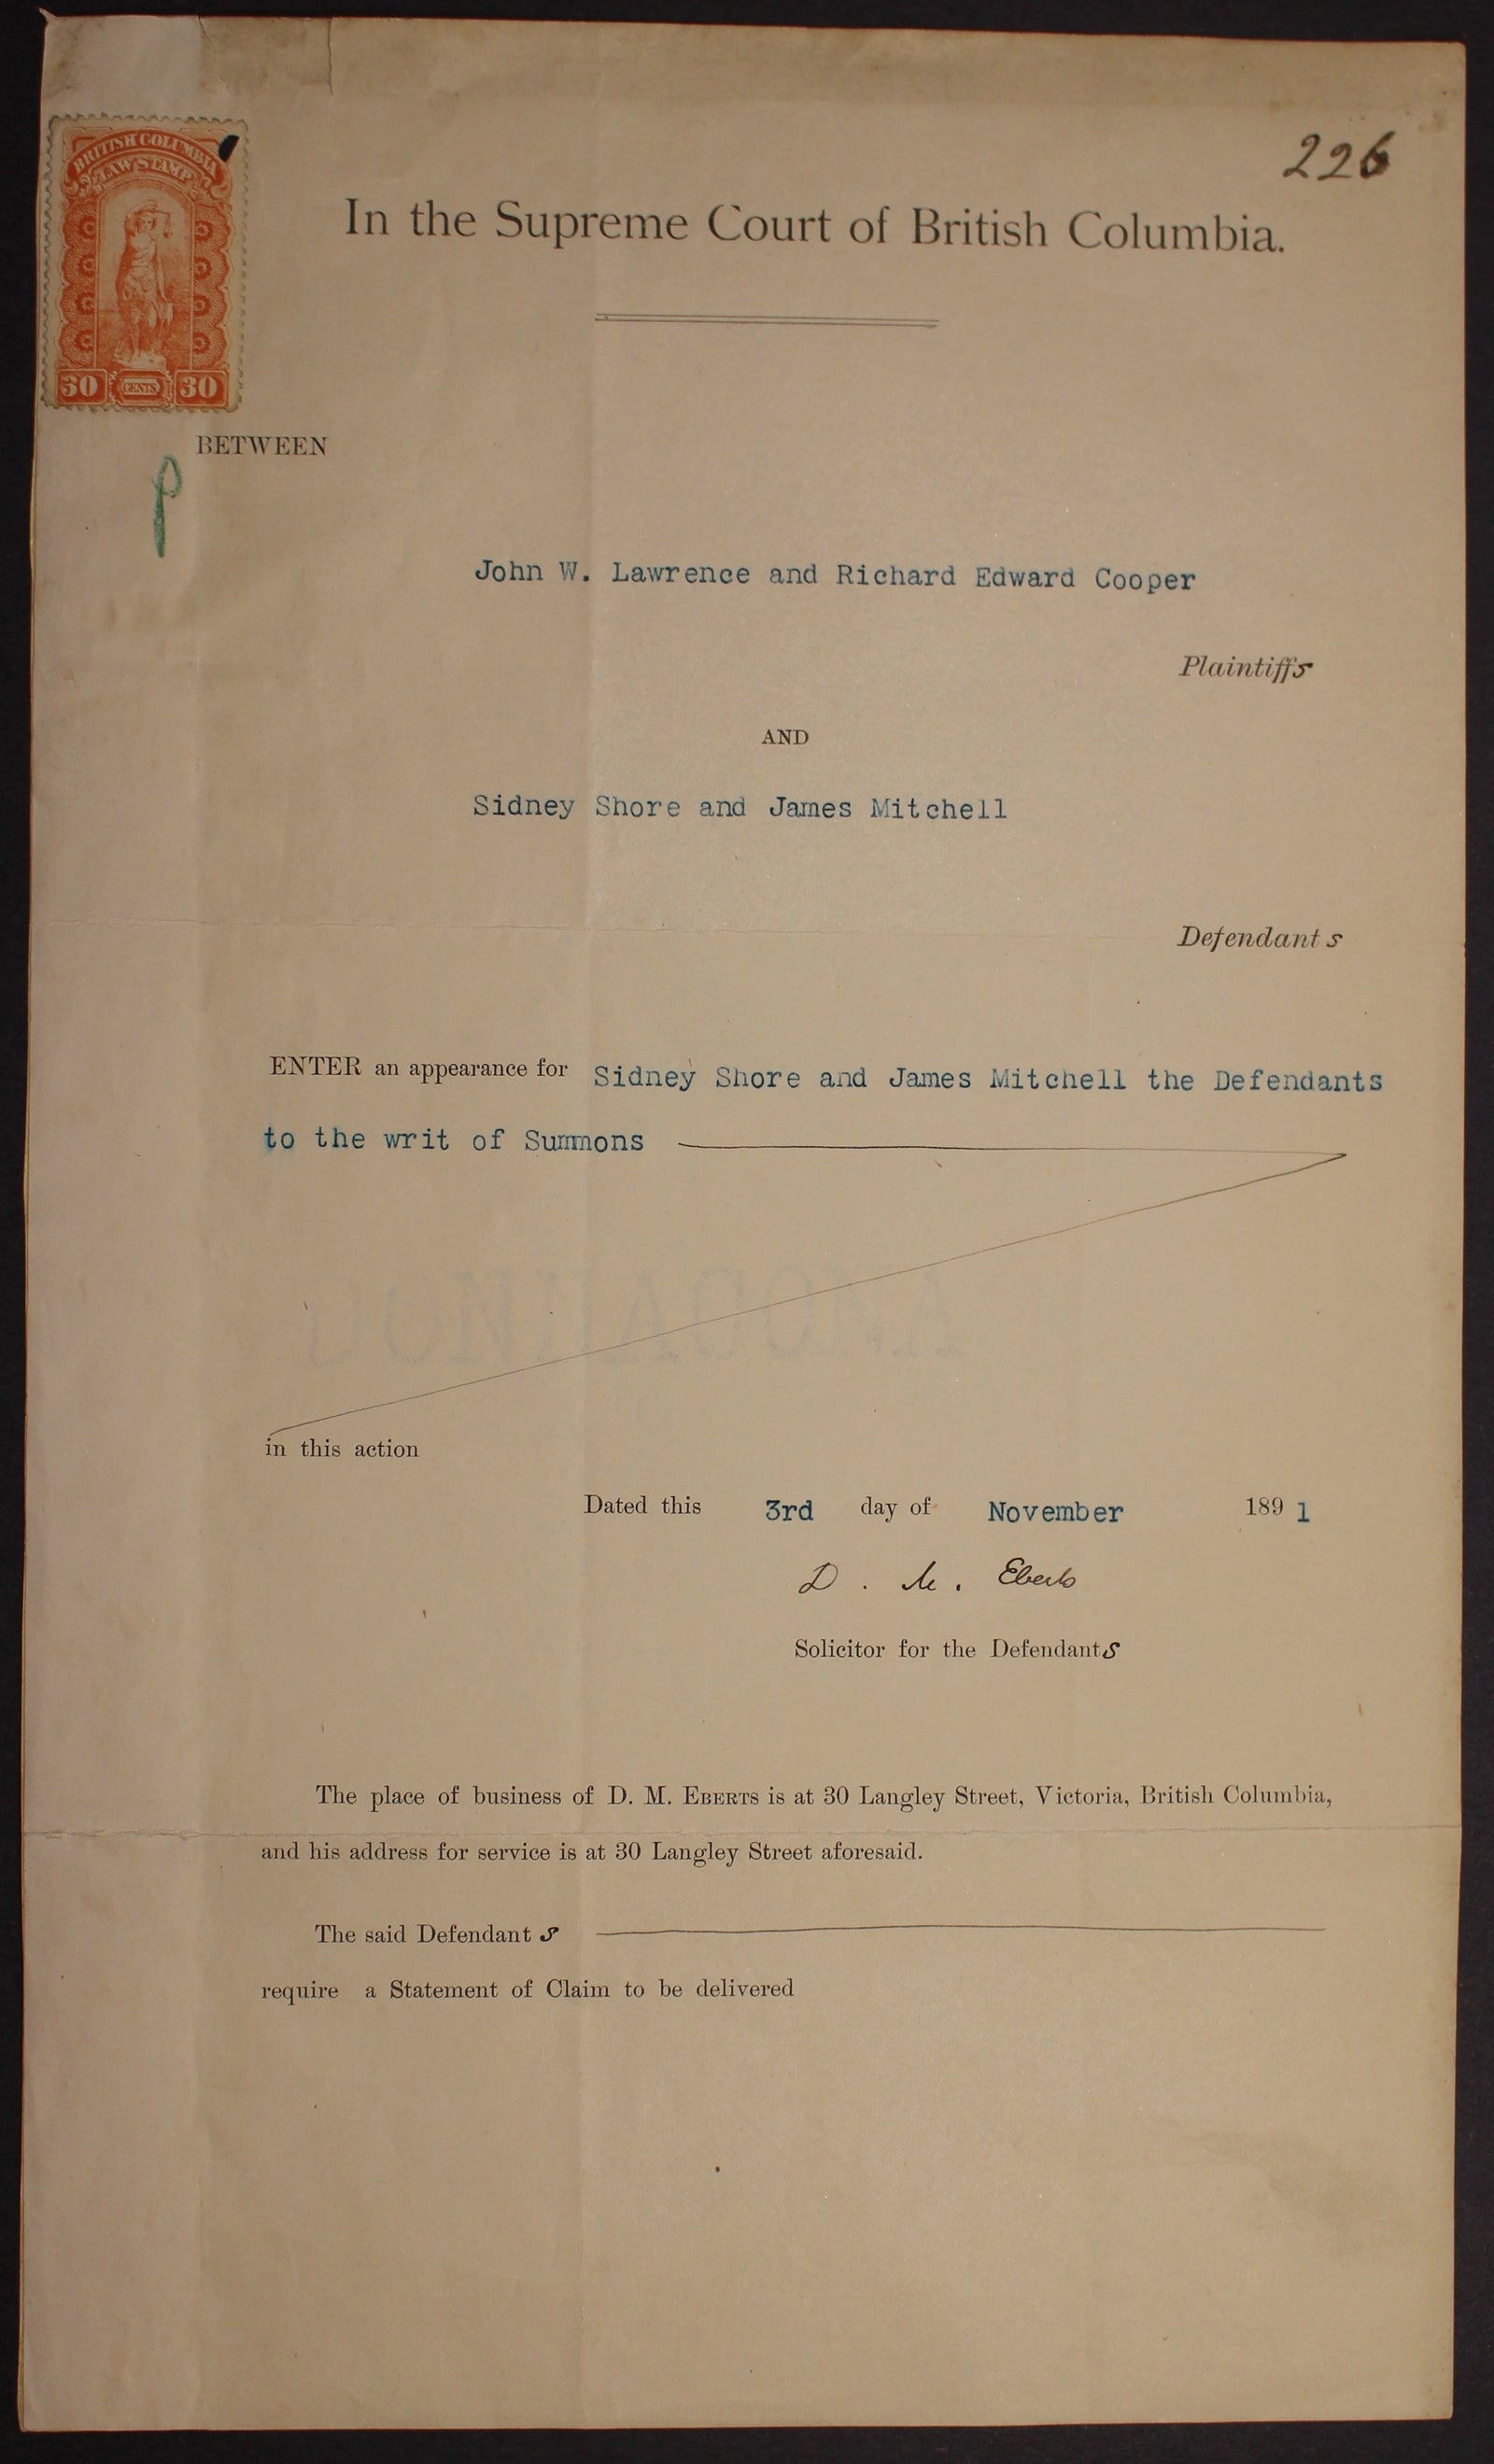 226
BRITISH COLUMBIA
LAW STAMP
30 CENTS 30
In the Supreme Court of British Columbia.
BETWEEN
John W. Lawrence and Richard Edward Cooper
Plaintiffs
AND
Sidney Shore and James Mitchell
Defendants
ENTER an appearance for Sidney Shore and James Mitchell the Defendants
to the writ of Summons
in this action
Dated this 3rd day of November 1891
D. M. Eberts
Solicitor for the Defendants
The place of business of D. M. EBERTS is at 30 Langley Street, Victoria, British Columbia,
and his address for service is at 30 Langley Street aforesaid.
The said Defendants
require a Statement of Claim to be delivered